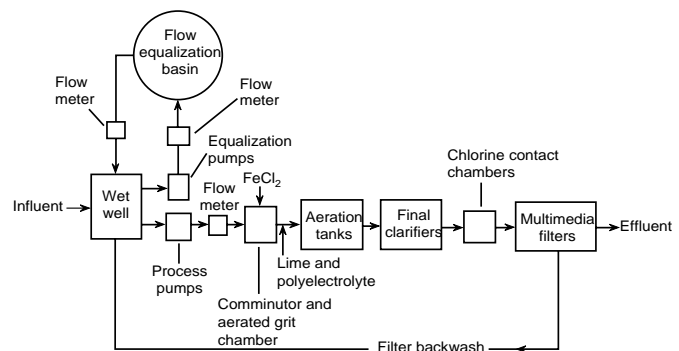 Flow
equalization
basin
Flow
meter
Flow
meter
Equalization
pumps
Chlorine contact
chambers
Influent
Wet
well
Flow
meter
FeCl₂
Aeration
tanks
Final
clarifiers
Multimedia
filters
Effluent
Process
pumps
Lime and
polyelectrolyte
Comminutor and
aerated grit
chamber
Filter backwash